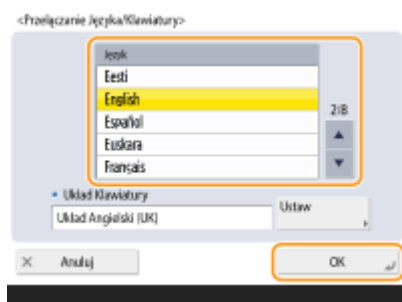 <Przełączanie Języka/Klawiatury>
Język
Eesti
English
Español
Euskara
Français
2/8
Układ Klawiatury
Układ Angielski (UK)
Ustaw
Anuluj
OK